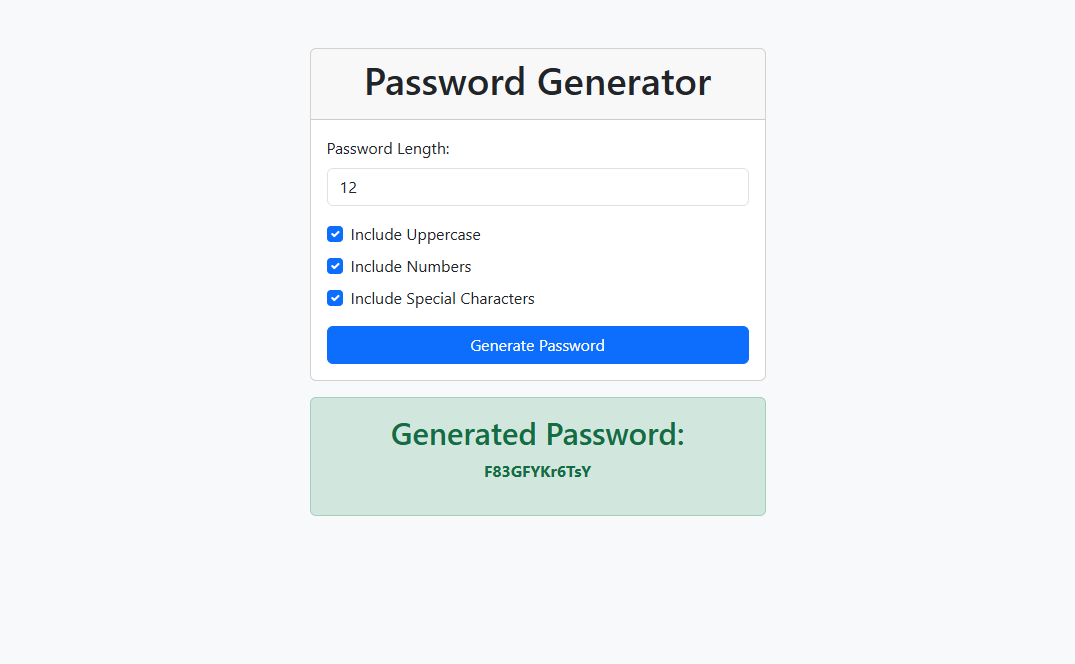 Password Generator
Password Length:
12
Include Uppercase
Include Numbers
Include Special Characters
Generate Password
Generated Password:
F83GFYKr6TsY